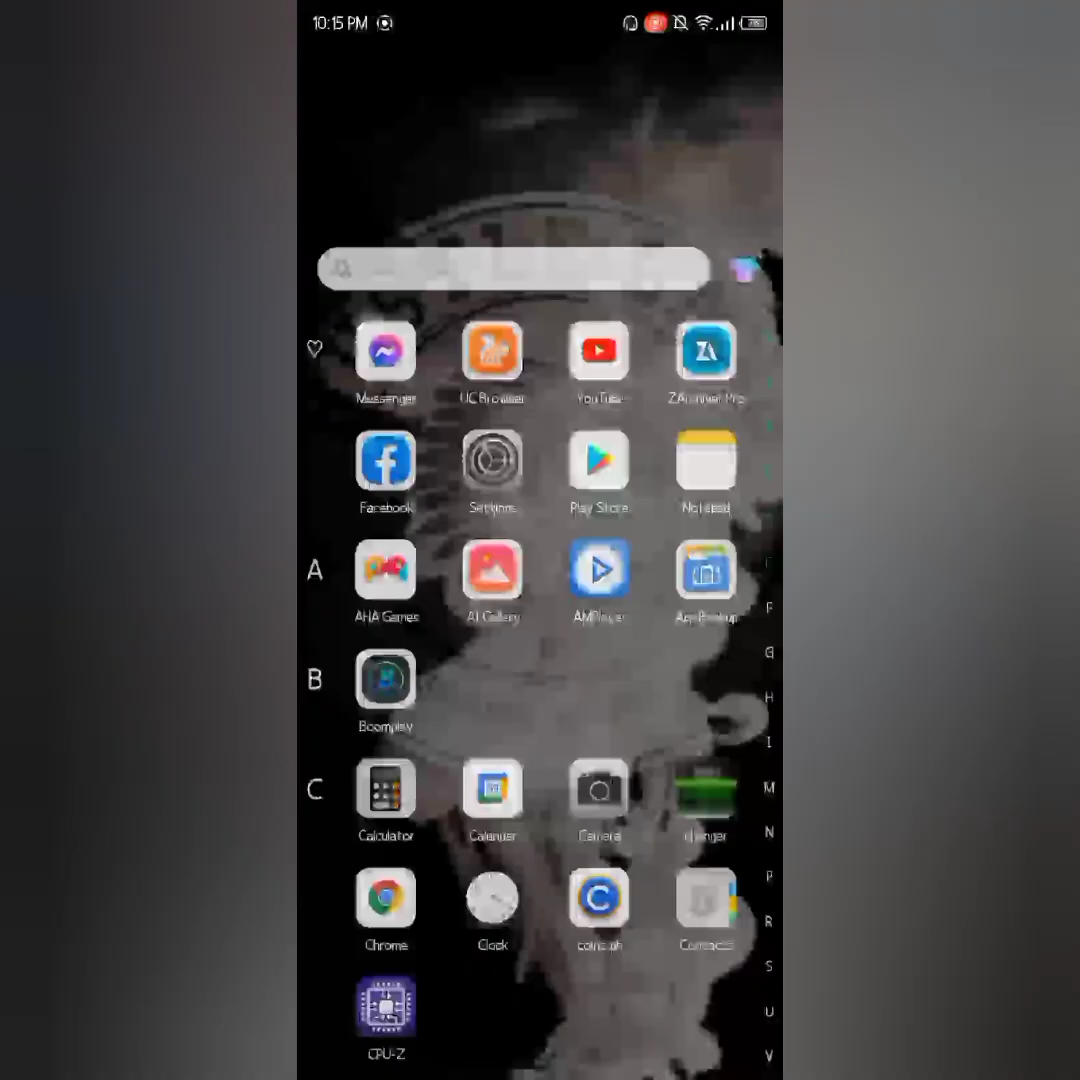 10:15 PM
Messenger UC Browser YouTube ZArchiver Pro
Facebook Settings Play Store Notepad
A
AHA Games AI Gallery AMPlayer App Backup
B
Boomplay
C
Calculator Calendar Camera changer
Chrome Clock coins.ph Contacts
CPU-Z
F
G
H
I
M
N
P
R
S
U
V